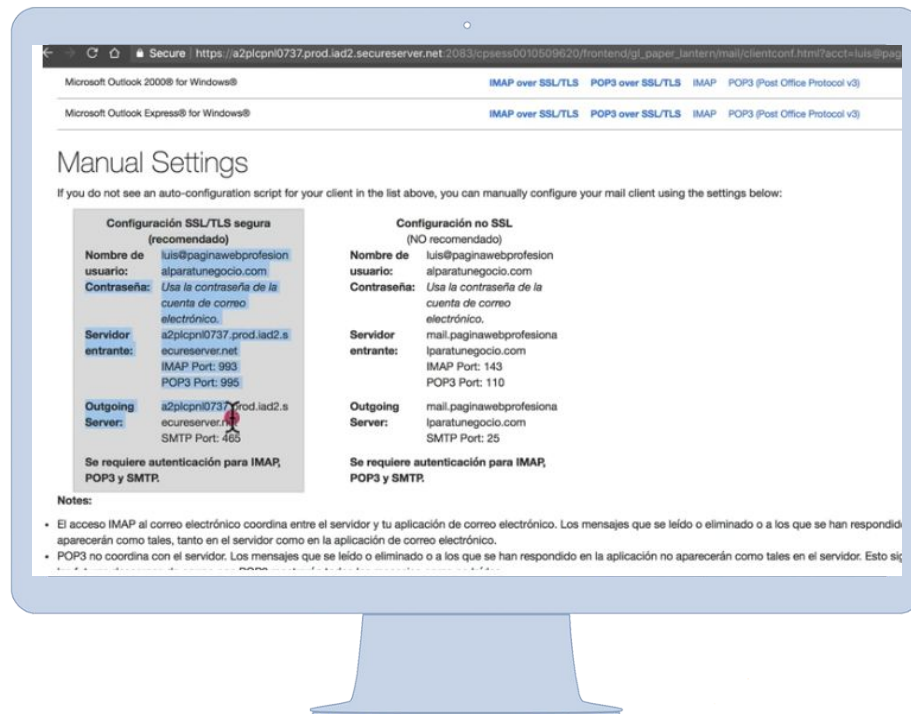 Secure https://a2plcpnl0737.prod.iad2.secureserver.net:2083/cpsess0010509620/frontend/gl_paper_lantern/mail/clientconf.html?acct=luis@pag
Microsoft Outlook 2000® for Windows® IMAP over SSL/TLS POP3 over SSL/TLS IMAP POP3 (Post Office Protocol v3)
Microsoft Outlook Express® for Windows® IMAP over SSL/TLS POP3 over SSL/TLS IMAP POP3 (Post Office Protocol v3)
Manual Settings
If you do not see an auto-configuration script for your client in the list above, you can manually configure your mail client using the settings below:
Configuración SSL/TLS segura
(recomendado)
Nombre de luis@paginawebprofesion
usuario: alparatunegocio.com
Contraseña: Usa la contraseña de la
cuenta de correo
electrónico.
Servidor a2plcpnl0737.prod.iad2.s
entrante: ecureserver.net
IMAP Port: 993
POP3 Port: 995
Outgoing a2plcpnl0737.prod.iad2.s
Server: ecureserver.net
SMTP Port: 465
Se requiere autenticación para IMAP,
POP3 y SMTP.
Configuración no SSL
(NO recomendado)
Nombre de luis@paginawebprofesion
usuario: alparatunegocio.com
Contraseña: Usa la contraseña de la
cuenta de correo
electrónico.
Servidor mail.paginawebprofesiona
entrante: lparatunegocio.com
IMAP Port: 143
POP3 Port: 110
Outgoing mail.paginawebprofesiona
Server: lparatunegocio.com
SMTP Port: 25
Se requiere autenticación para IMAP,
POP3 y SMTP.
Notes:
• El acceso IMAP al correo electrónico coordina entre el servidor y tu aplicación de correo electrónico. Los mensajes que se leído o eliminado o a los que se han respondid
aparecerán como tales, tanto en el servidor como en la aplicación de correo electrónico.
• POP3 no coordina con el servidor. Los mensajes que se leído o eliminado o a los que se han respondido en la aplicación no aparecerán como tales en el servidor. Esto sig